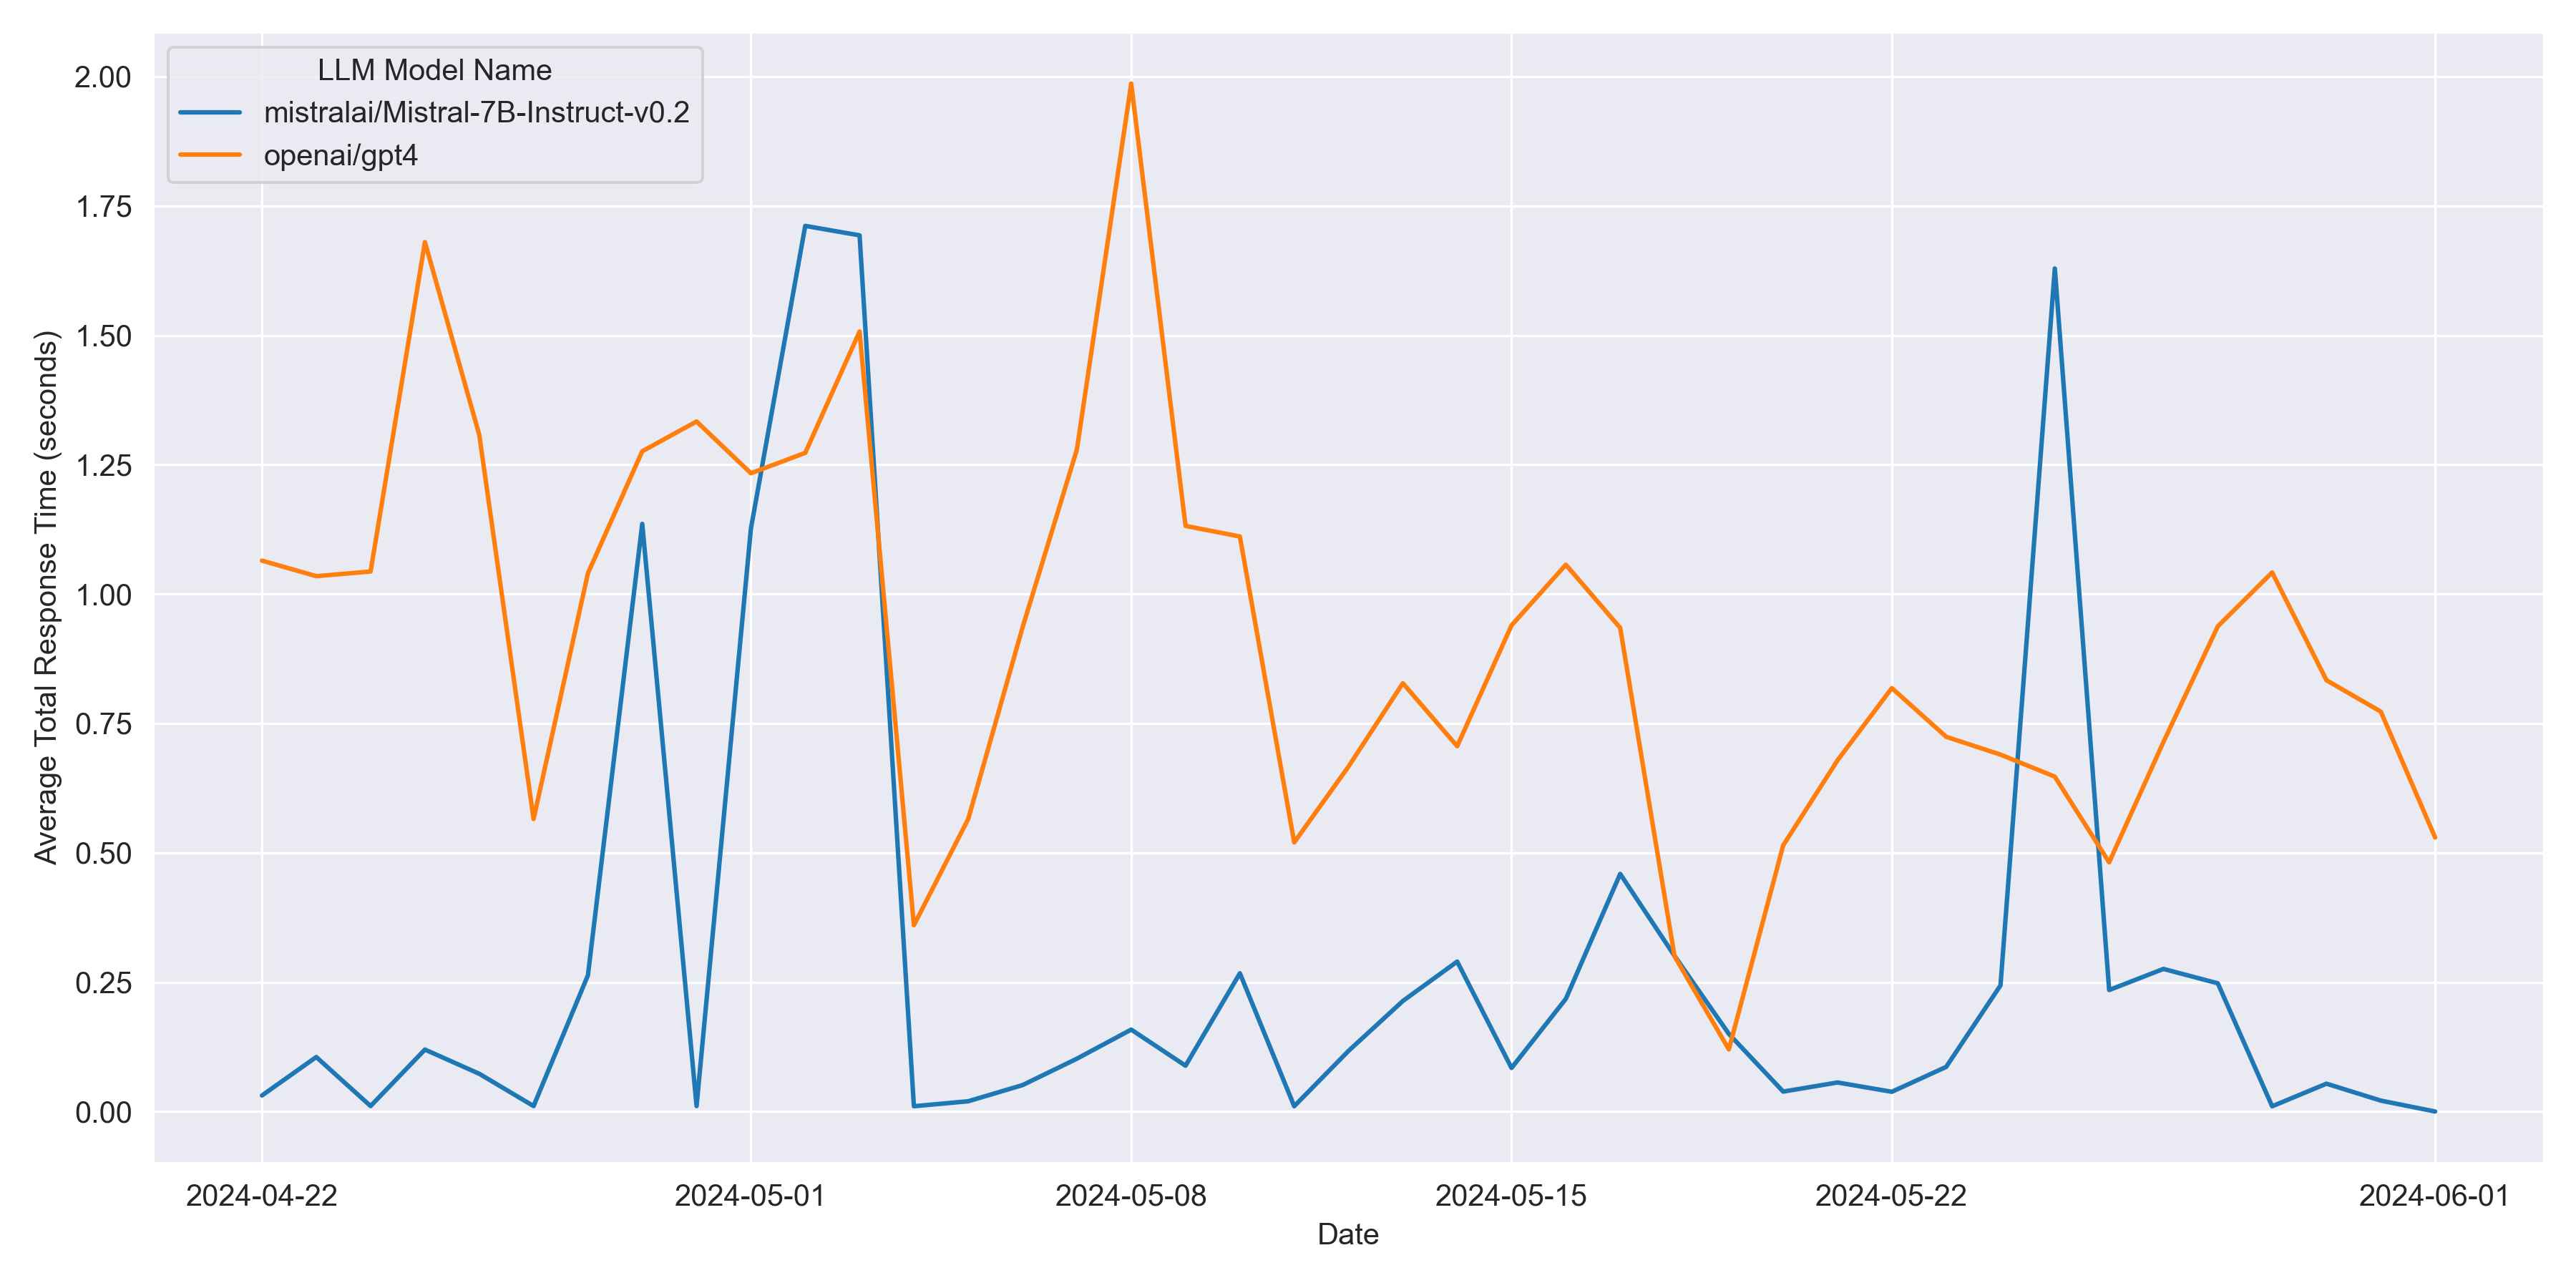 LLM Model Name
mistralai/Mistral-7B-Instruct-v0.2
openai/gpt4
2.00
1.75
1.50
1.25
1.00
0.75
0.50
0.25
0.00
Average Total Response Time (seconds)
2024-04-22 2024-05-01 2024-05-08 2024-05-15 2024-05-22 2024-06-01
Date